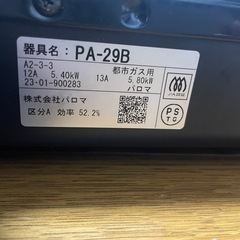 器具名：PA-29B
A2-3-3 都市ガス用
12A 5.40kW 13A 5.80kW
23-01-900283 パロマ
株式会社パロマ
区分A 効率 52.2%
PS
TG